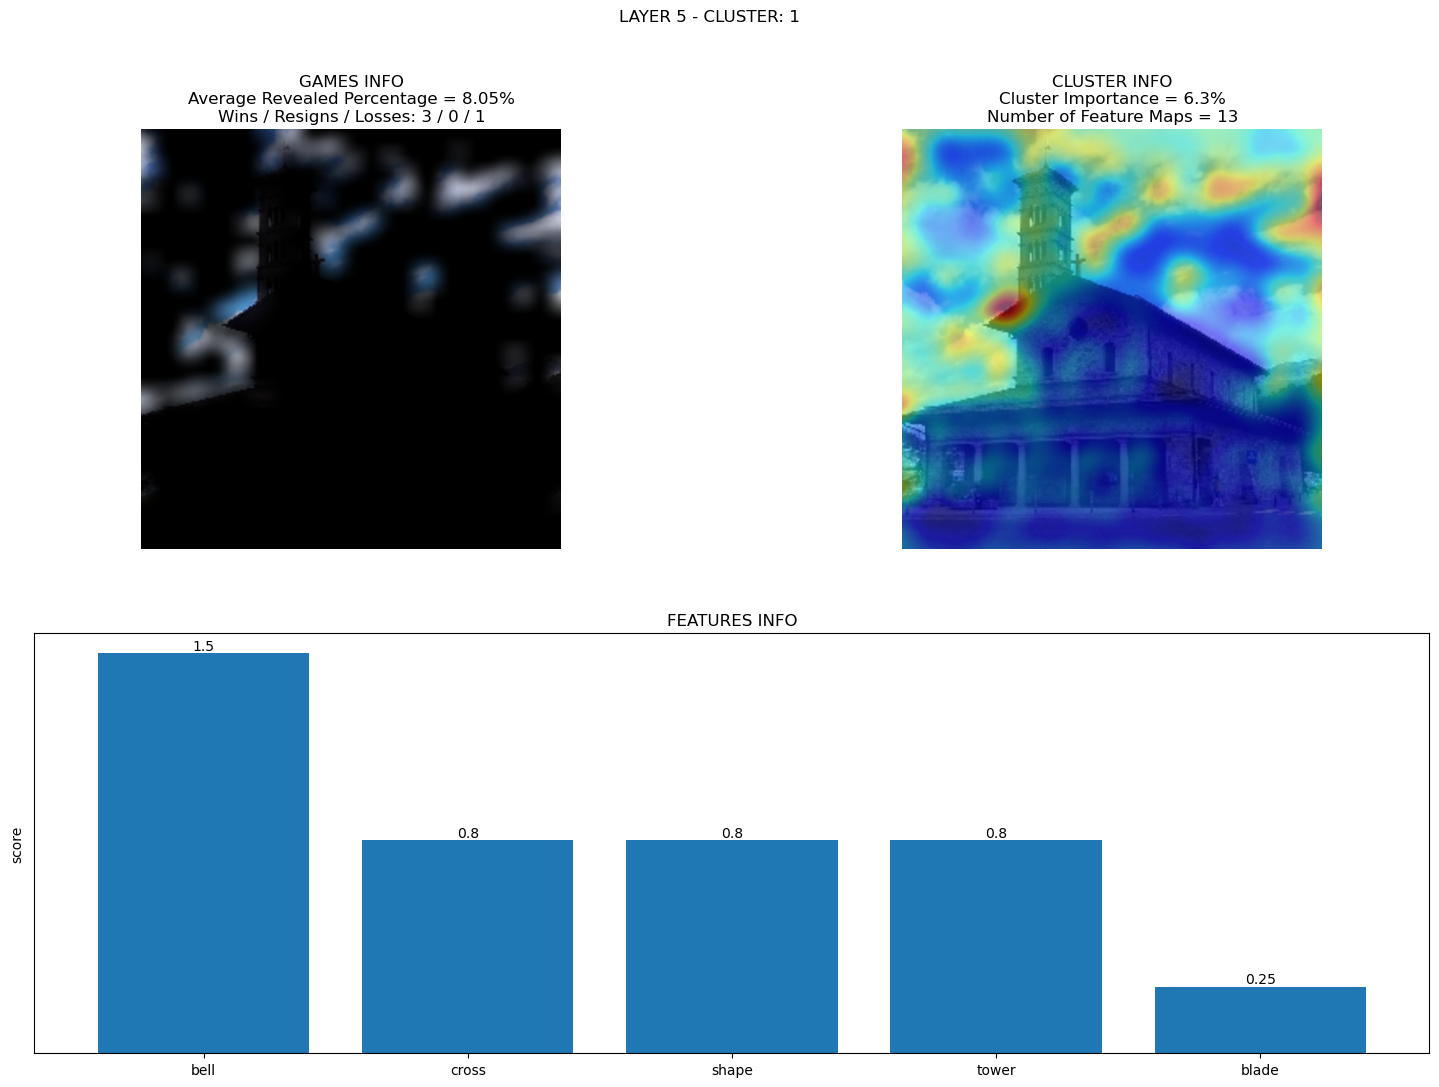 LAYER 5 - CLUSTER: 1
GAMES INFO
Average Revealed Percentage = 8.05%
Wins / Resigns / Losses: 3 / 0 / 1
CLUSTER INFO
Cluster Importance = 6.3%
Number of Feature Maps = 13
FEATURES INFO
score
1.5
0.8
0.8
0.8
0.25
bell
cross
shape
tower
blade